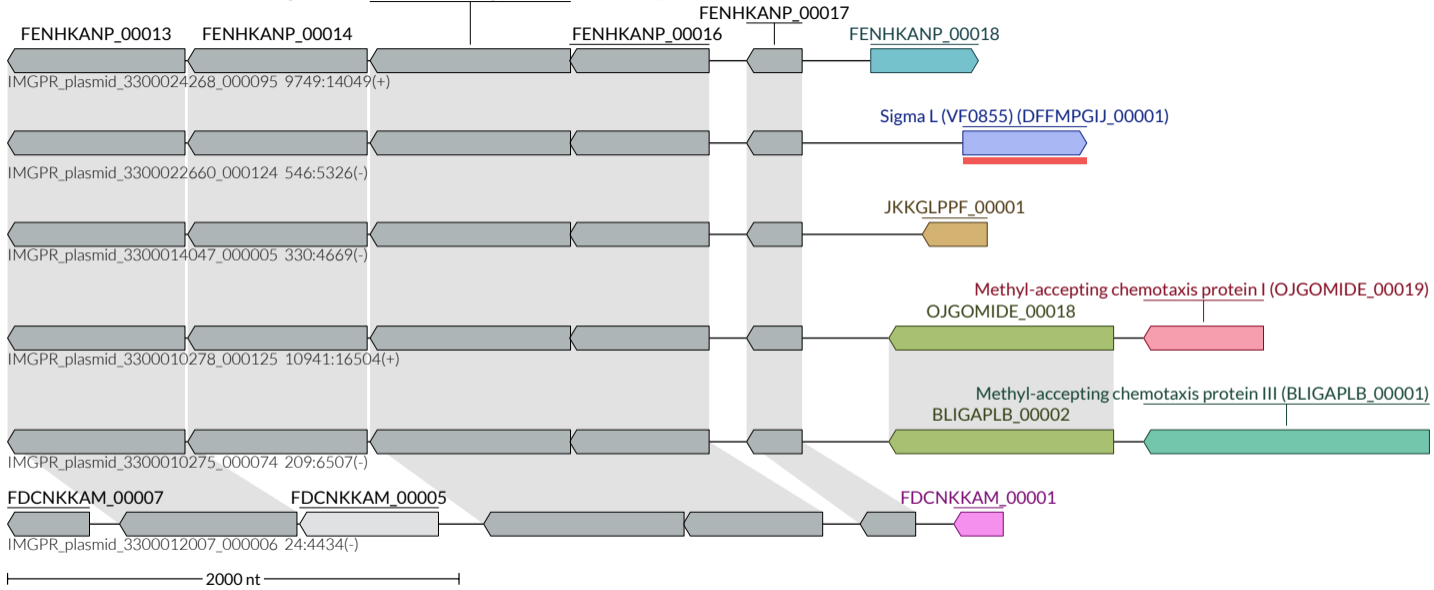 FENHKANP_00017
FENHKANP_00013 FENHKANP_00014 FENHKANP_00016 FENHKANP_00018
IMGPR_plasmid_3300024268_000095 9749:14049(+)
Sigma L (VF0855) (DFFMPGIJ_00001)
IMGPR_plasmid_3300022660_000124 546:5326(-)
JKKGLPPF_00001
IMGPR_plasmid_3300014047_000005 330:4669(-)
Methyl-accepting chemotaxis protein I (OJGOMIDE_00019)
OJGOMIDE_00018
IMGPR_plasmid_3300010278_000125 10941:16504(+)
Methyl-accepting chemotaxis protein III (BLIGAPLB_00001)
BLIGAPLB_00002
IMGPR_plasmid_3300010275_000074 209:6507(-)
FDCNKKAM_00007 FDCNKKAM_00005 FDCNKKAM_00001
IMGPR_plasmid_3300012007_000006 24:4434(-)
2000 nt